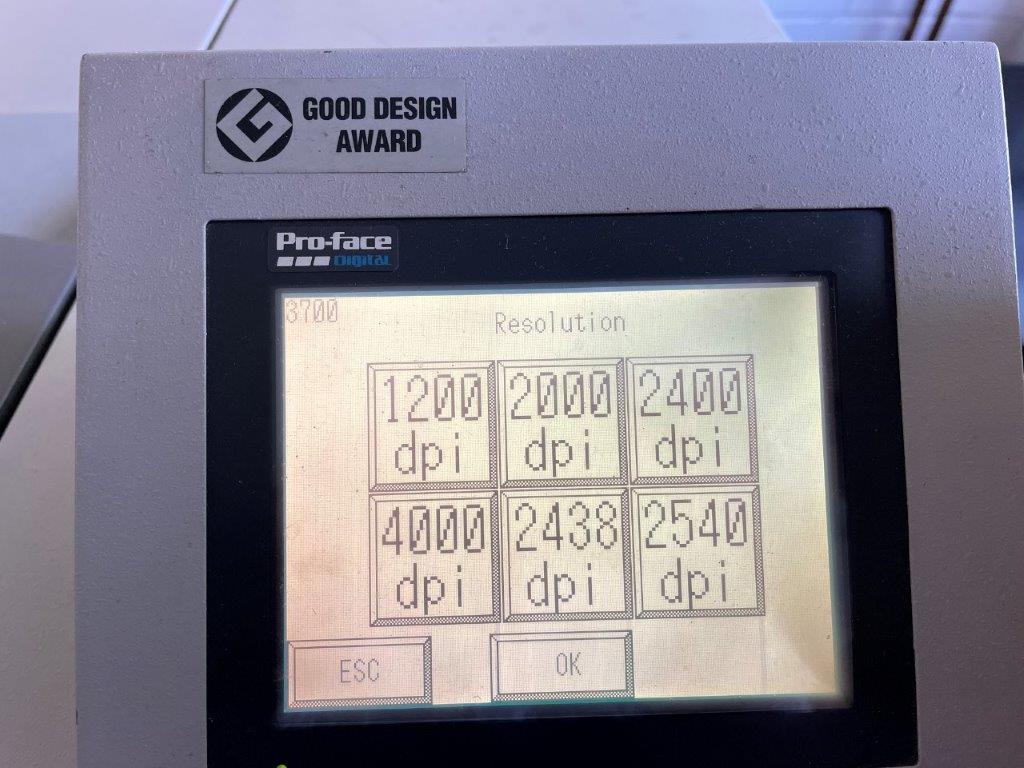 GOOD DESIGN
AWARD
Pro-face
DIGITAL
3700
Resolution
1200 2000 2400
dpi dpi dpi
4000 2438 2540
dpi dpi dpi
ESC OK